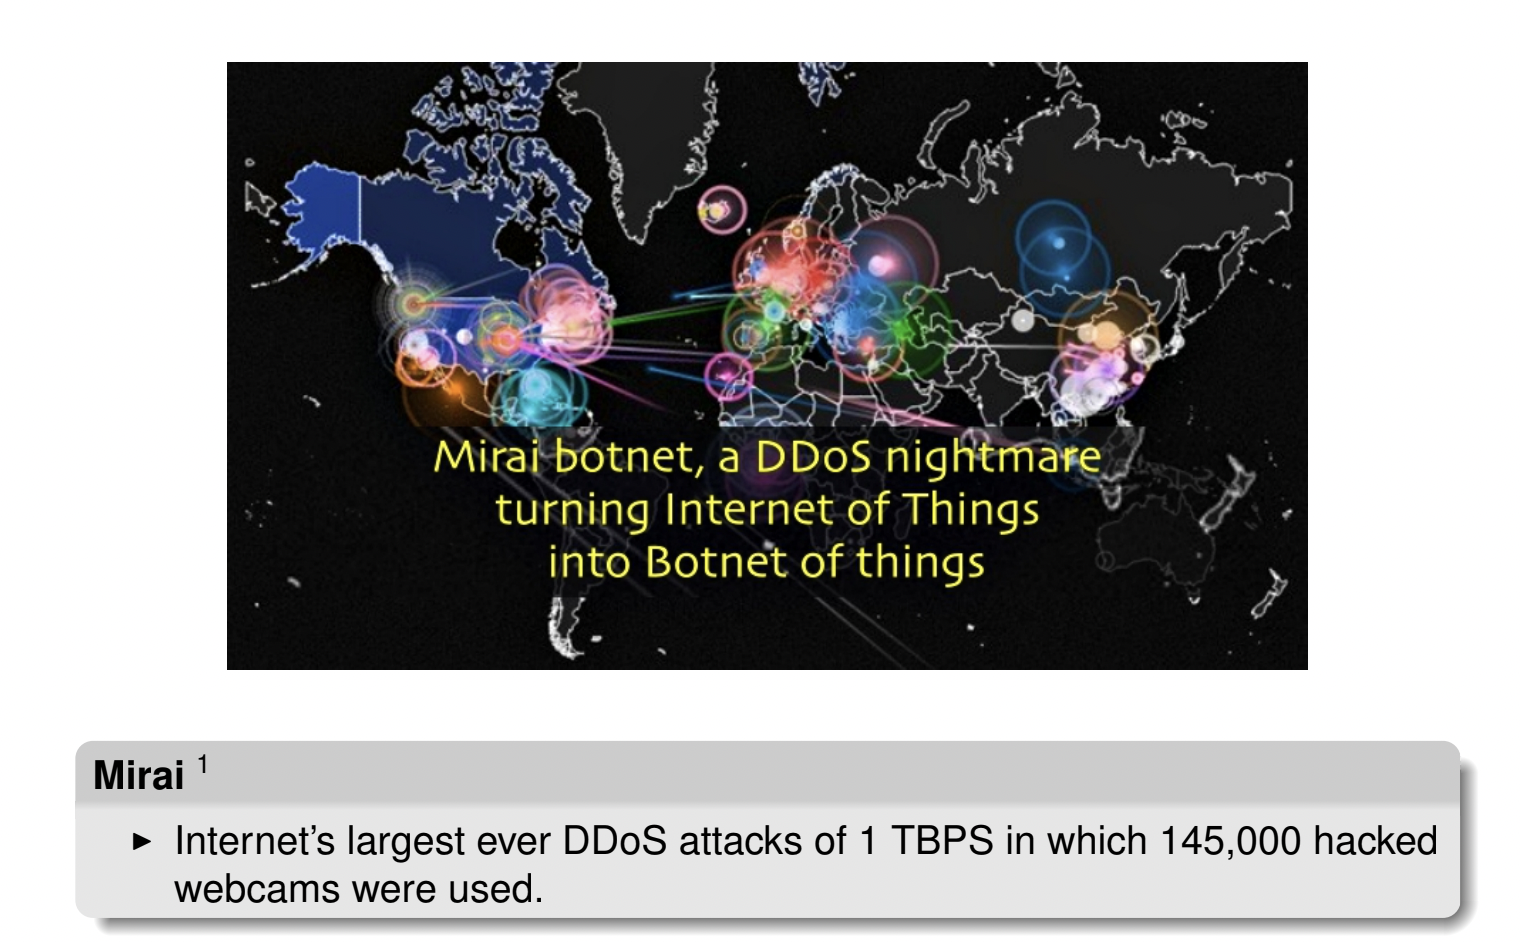 Mirai botnet, a DDoS nightmare
turning Internet of Things
into Botnet of things
Mirai 1
► Internet's largest ever DDoS attacks of 1 TBPS in which 145,000 hacked
webcams were used.